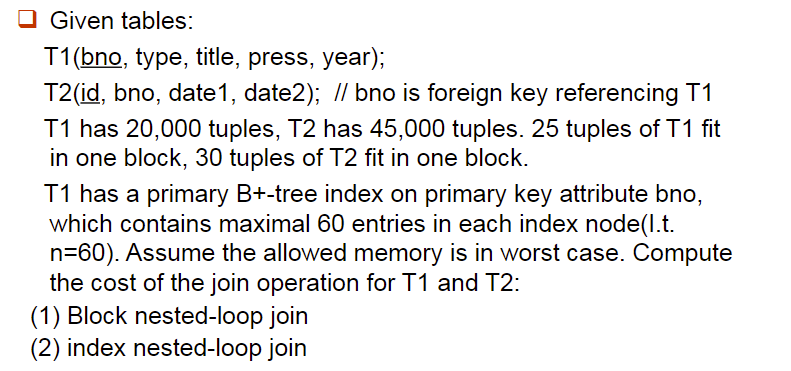 Given tables:
T1(bno, type, title, press, year);
T2(id, bno, date1, date2); // bno is foreign key referencing T1
T1 has 20,000 tuples, T2 has 45,000 tuples. 25 tuples of T1 fit
in one block, 30 tuples of T2 fit in one block.
T1 has a primary B+-tree index on primary key attribute bno,
which contains maximal 60 entries in each index node(I.t.
n=60). Assume the allowed memory is in worst case. Compute
the cost of the join operation for T1 and T2:
(1) Block nested-loop join
(2) index nested-loop join